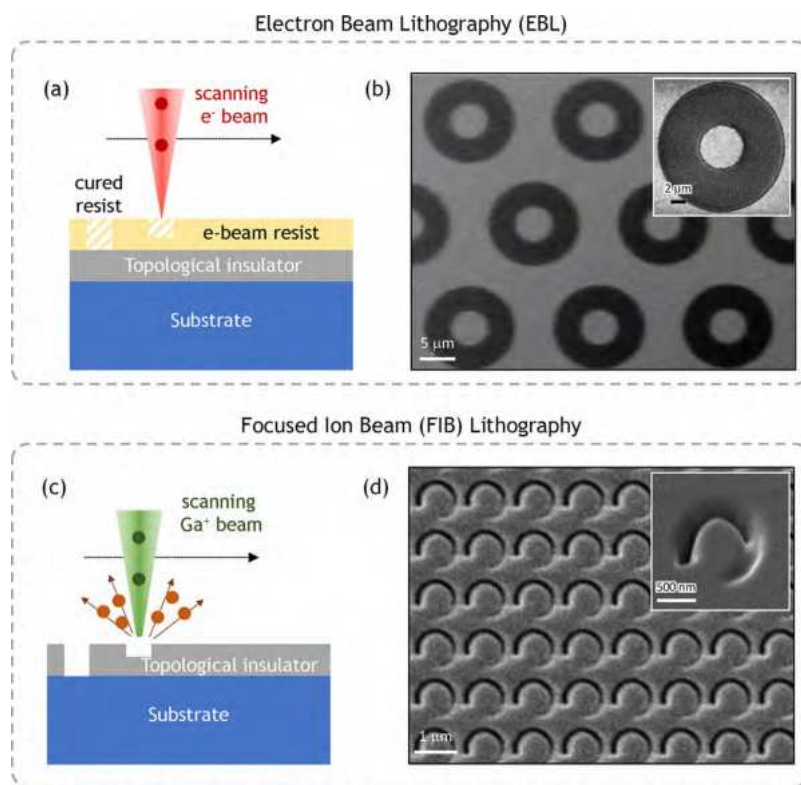 Electron Beam Lithography (EBL)
(a)
scanning
e⁻ beam
cured
resist
e-beam resist
Topological insulator
Substrate
(b)
2 μm
5 μm
Focused Ion Beam (FIB) Lithography
(c)
scanning
Ga⁺ beam
Topological insulator
Substrate
(d)
500 nm
1 μm